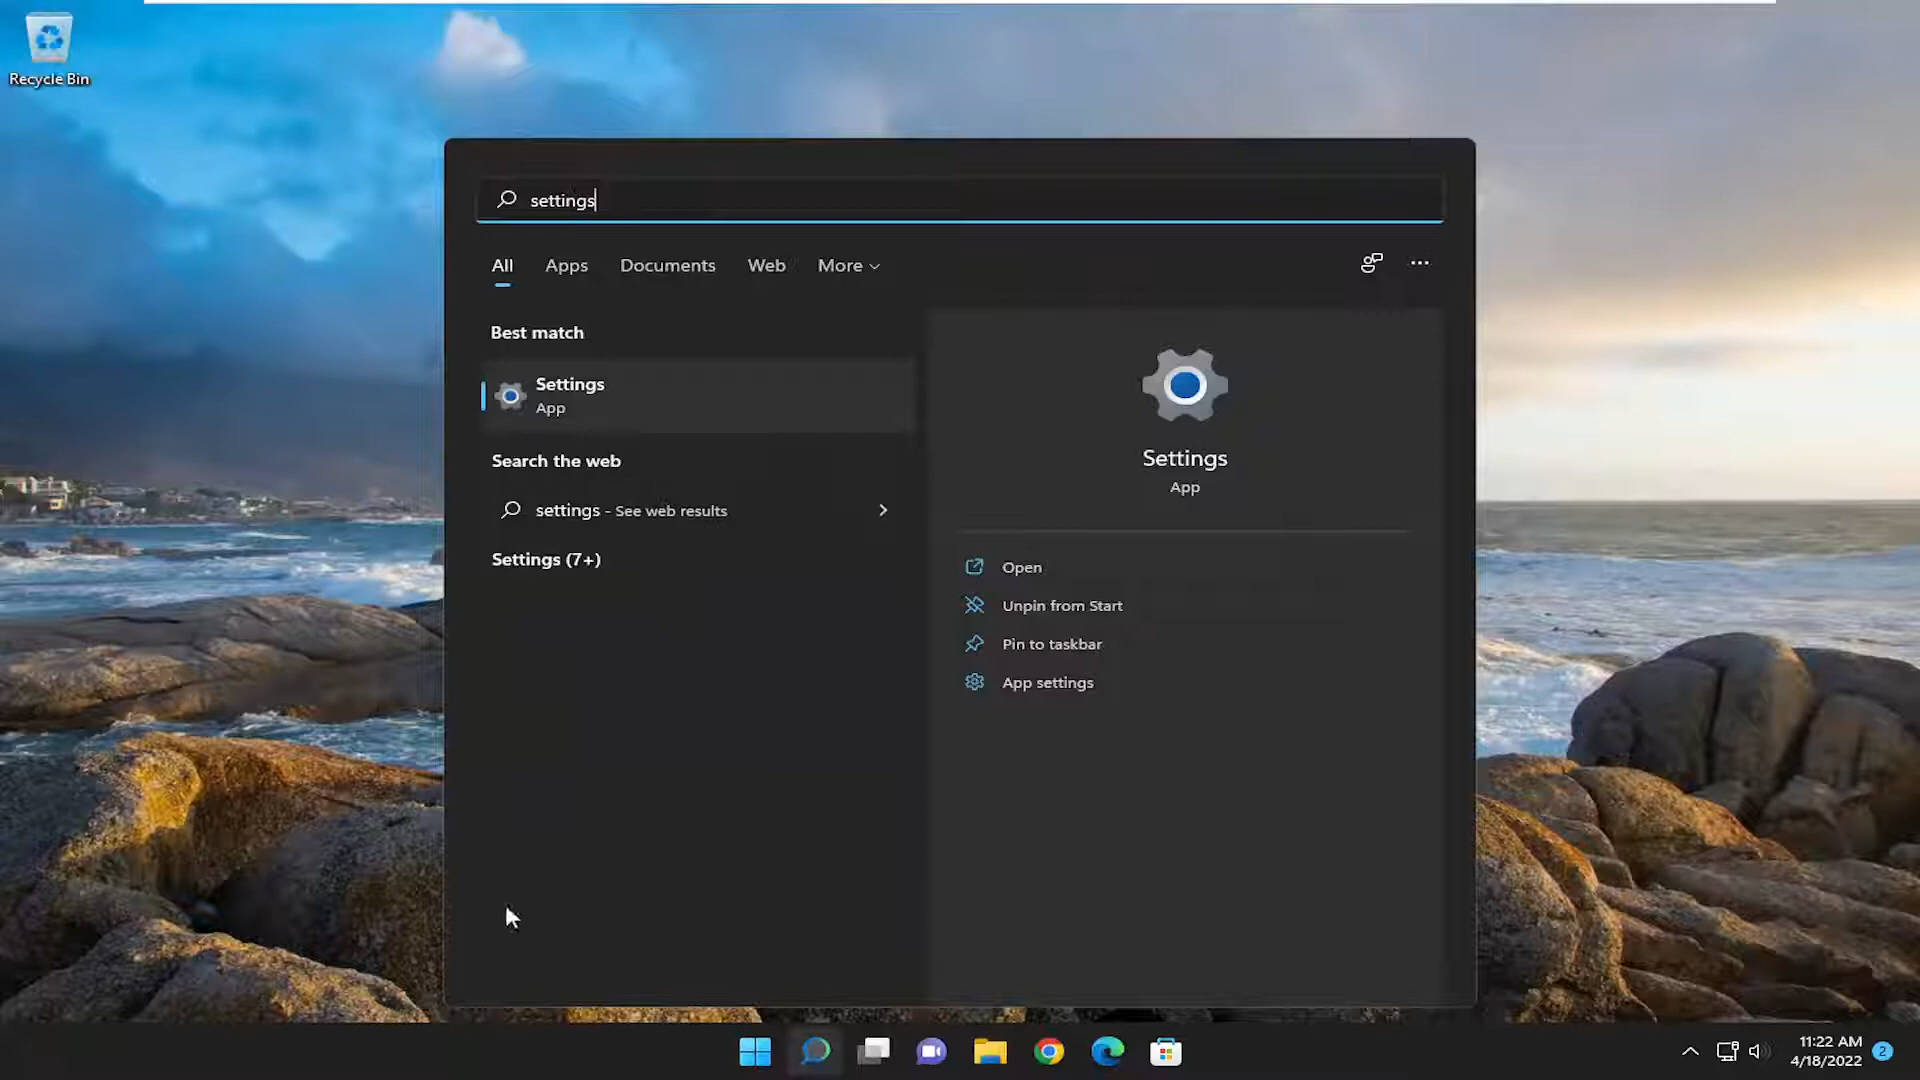 Recycle Bin
settings
All Apps Documents Web More
Best match
Settings
App
Search the web
settings - See web results
Settings (7+)
Settings
App
Open
Unpin from Start
Pin to taskbar
App settings
11:22 AM
4/18/2022
2